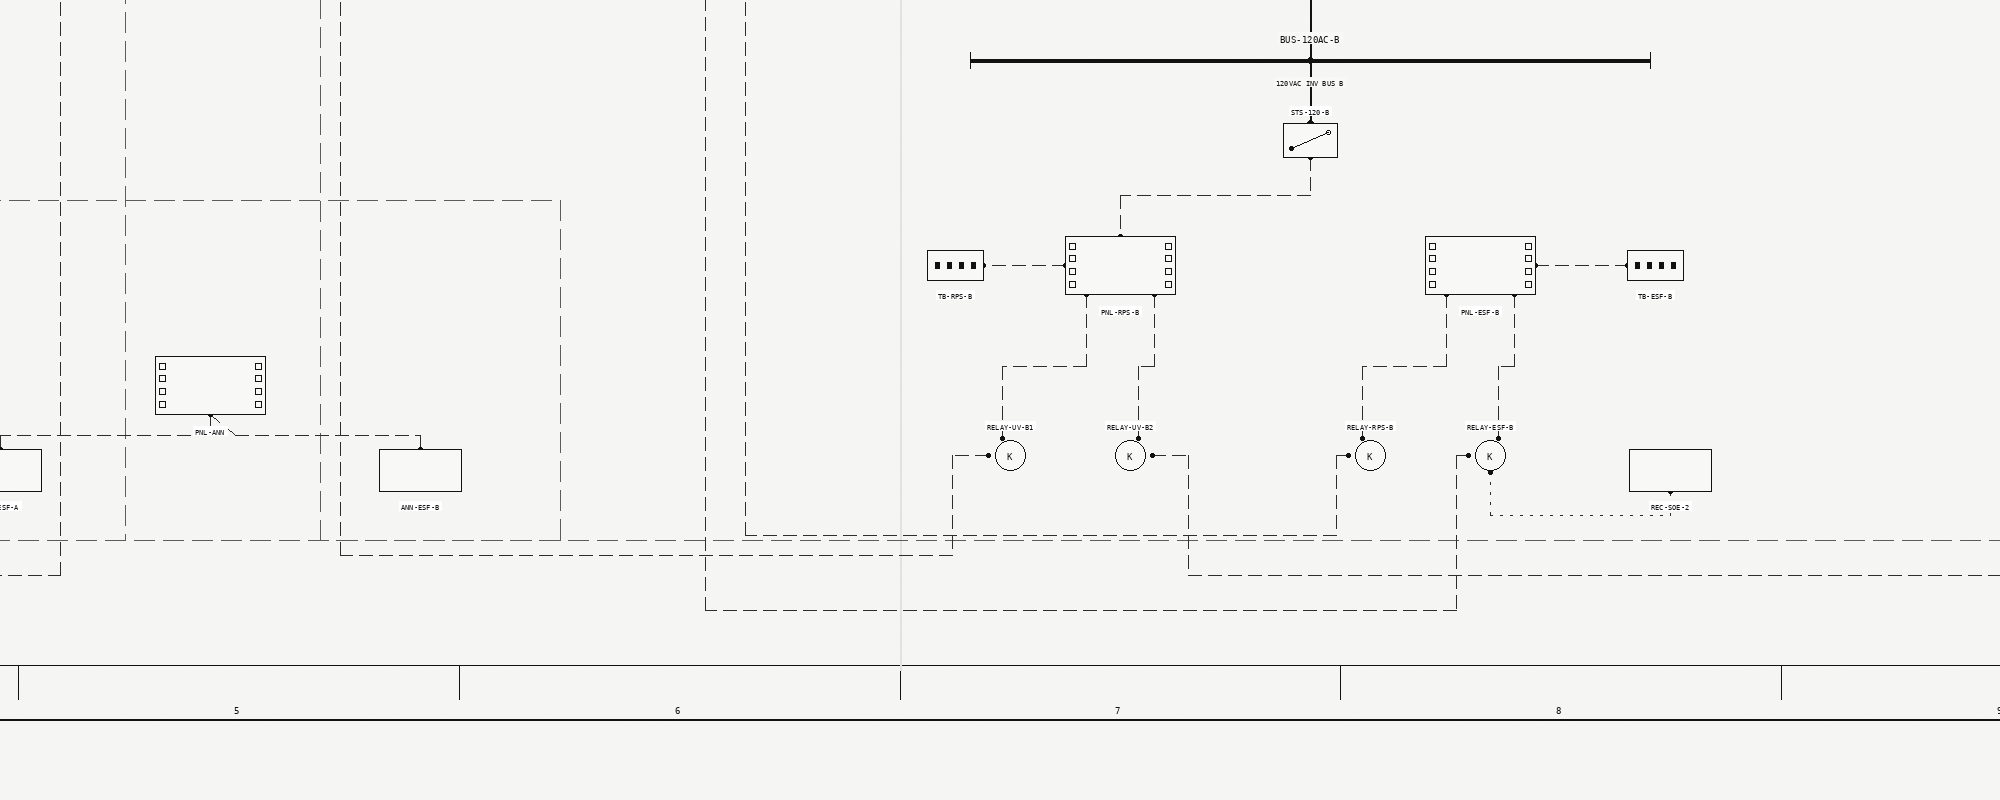 BUS-120AC-B
120VAC INV BUS B
STS-120-B
TB-RPS-B
TB-ESF-B
PNL-RPS-B
PNL-ESF-B
PNL-ANN
RELAY-UV-B1
RELAY-UV-B2
RELAY-RPS-B
RELAY-ESF-B
K
K
K
K
SF-A
ANN-ESF-B
REC-SOE-2
5
6
7
8